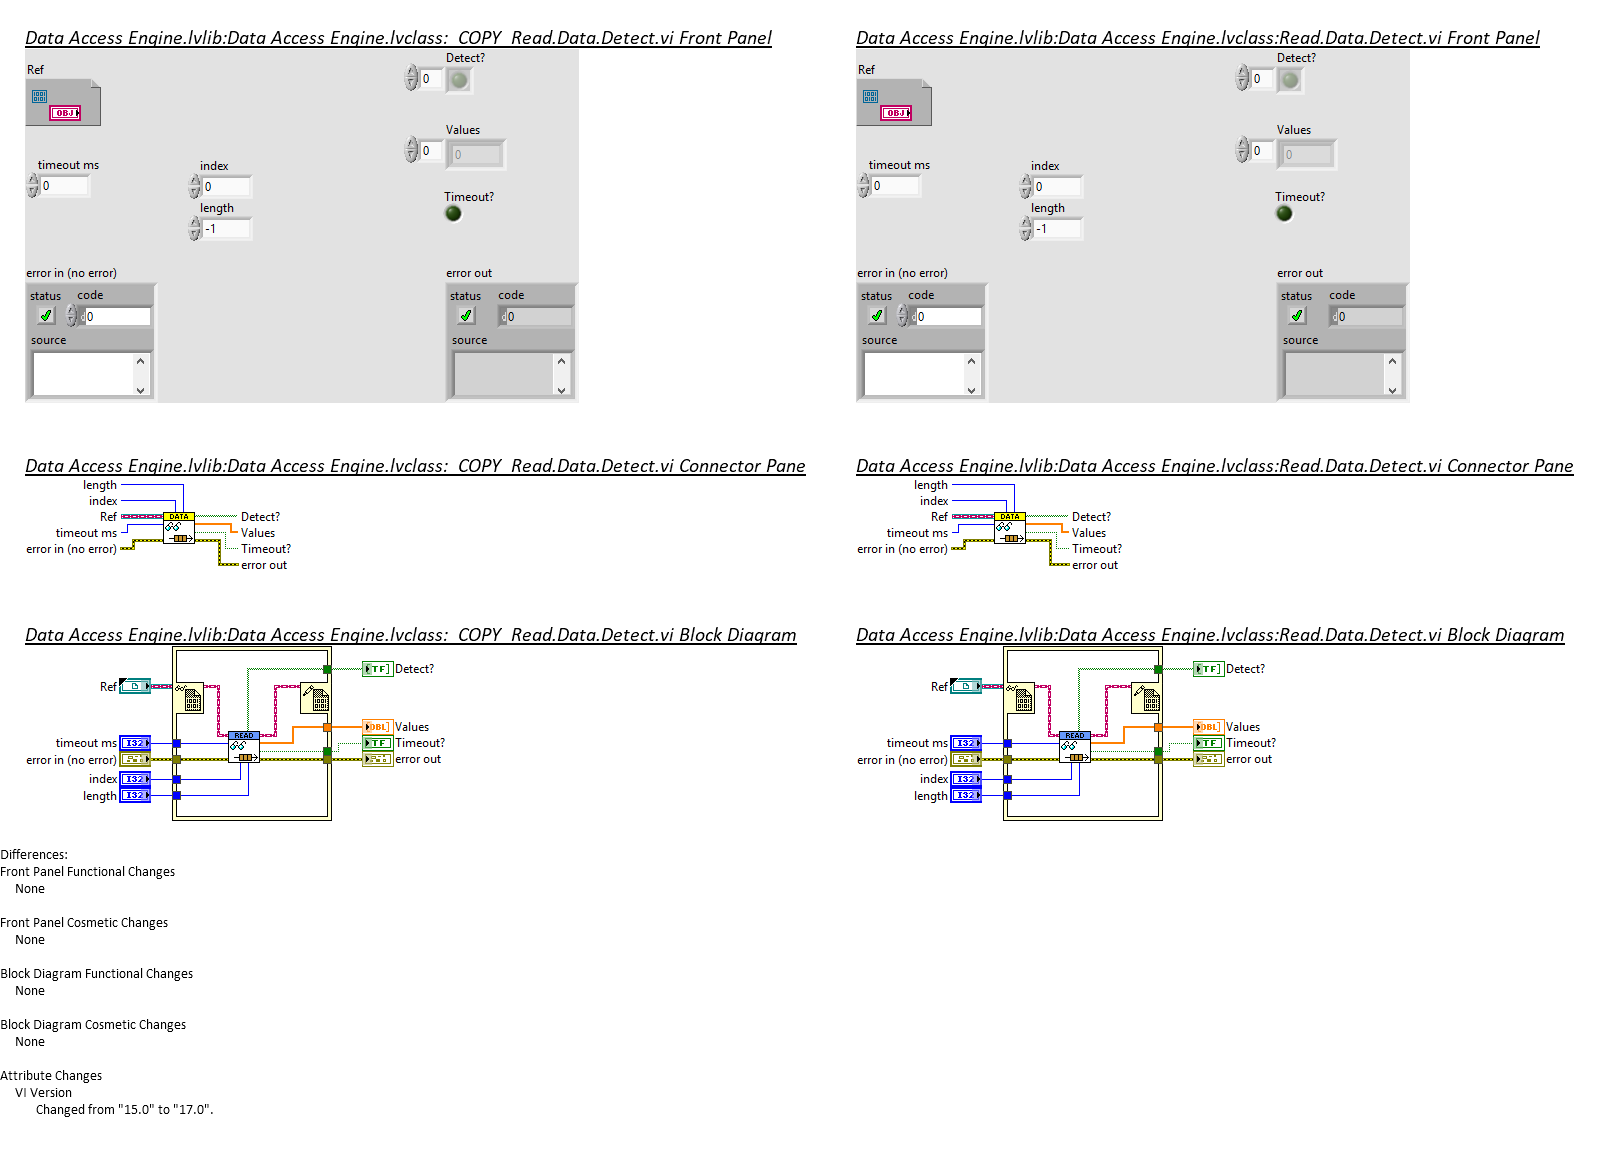 Data Access Engine.lvlib:Data Access Engine.lvclass:_COPY_Read.Data.Detect.vi Front Panel
Ref
OBJ
Detect?
0
Values
0
0
timeout ms
0
index
0
length
-1
Timeout?
error in (no error)
status
code
d 0
source
error out
status
code
d 0
source
Data Access Engine.lvlib:Data Access Engine.lvclass:Read.Data.Detect.vi Front Panel
Ref
OBJ
Detect?
0
Values
0
0
timeout ms
0
index
0
length
-1
Timeout?
error in (no error)
status
code
d 0
source
error out
status
code
d 0
source
Data Access Engine.lvlib:Data Access Engine.lvclass:_COPY_Read.Data.Detect.vi Connector Pane
length
index
Ref
timeout ms
error in (no error)
DATA
Detect?
Values
Timeout?
error out
Data Access Engine.lvlib:Data Access Engine.lvclass:Read.Data.Detect.vi Connector Pane
length
index
Ref
timeout ms
error in (no error)
DATA
Detect?
Values
Timeout?
error out
Data Access Engine.lvlib:Data Access Engine.lvclass:_COPY_Read.Data.Detect.vi Block Diagram
TF
Detect?
Ref
READ
DBL
Values
timeout ms
I32
TF
Timeout?
error in (no error)
error out
index
I32
length
I32
Data Access Engine.lvlib:Data Access Engine.lvclass:Read.Data.Detect.vi Block Diagram
TF
Detect?
Ref
READ
DBL
Values
timeout ms
I32
TF
Timeout?
error in (no error)
error out
index
I32
length
I32
Differences:
Front Panel Functional Changes
None
Front Panel Cosmetic Changes
None
Block Diagram Functional Changes
None
Block Diagram Cosmetic Changes
None
Attribute Changes
VI Version
Changed from "15.0" to "17.0".